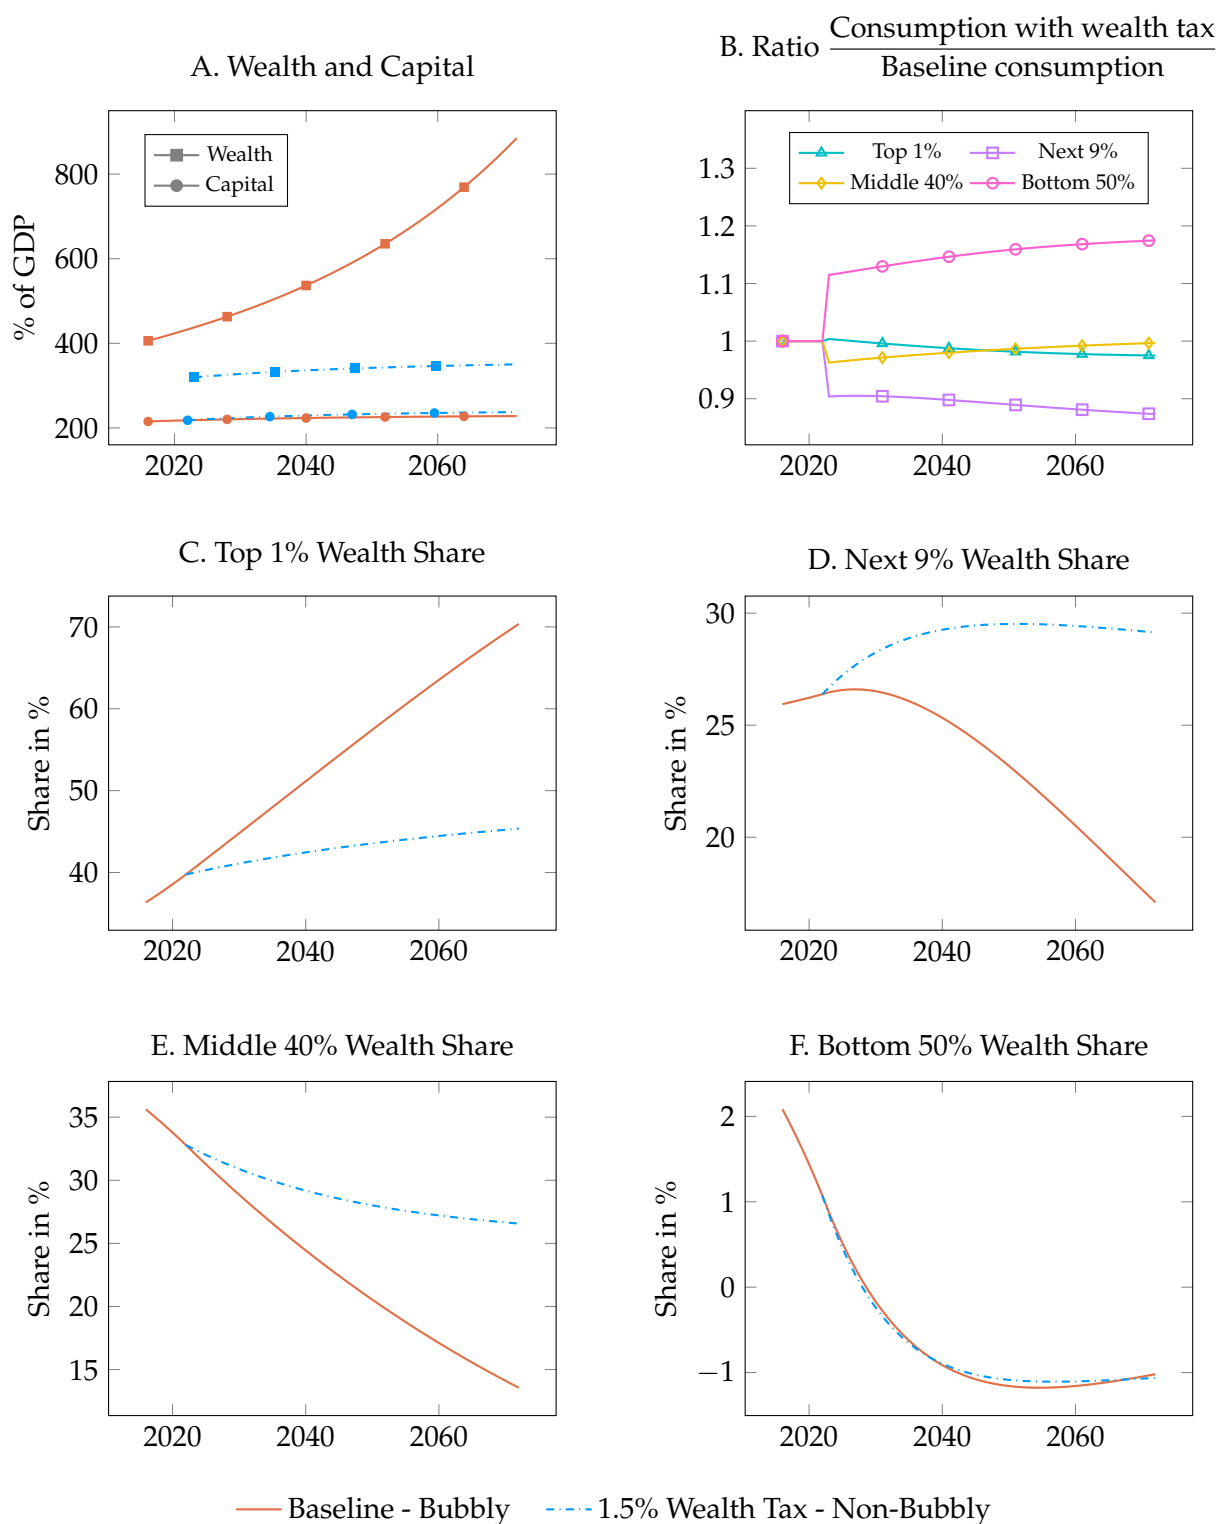 A. Wealth and Capital
B. Ratio Consumption with wealth tax / Baseline consumption
% of GDP
800
600
400
200
Wealth
Capital
2020 2040 2060
1.3
1.2
1.1
1
0.9
Top 1% Next 9%
Middle 40% Bottom 50%
2020 2040 2060
C. Top 1% Wealth Share
Share in %
70
60
50
40
2020 2040 2060
D. Next 9% Wealth Share
Share in %
30
25
20
2020 2040 2060
E. Middle 40% Wealth Share
Share in %
35
30
25
20
15
2020 2040 2060
F. Bottom 50% Wealth Share
Share in %
2
1
0
−1
2020 2040 2060
Baseline - Bubbly 1.5% Wealth Tax - Non-Bubbly